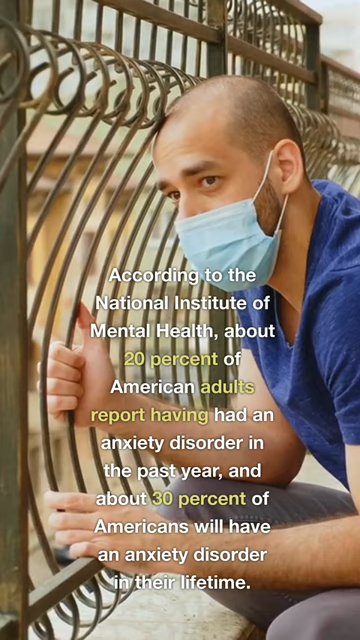 According to the
National Institute of
Mental Health, about
20 percent of
American adults
report having had an
anxiety disorder in
the past year, and
about 30 percent of
Americans will have
an anxiety disorder
in their lifetime.